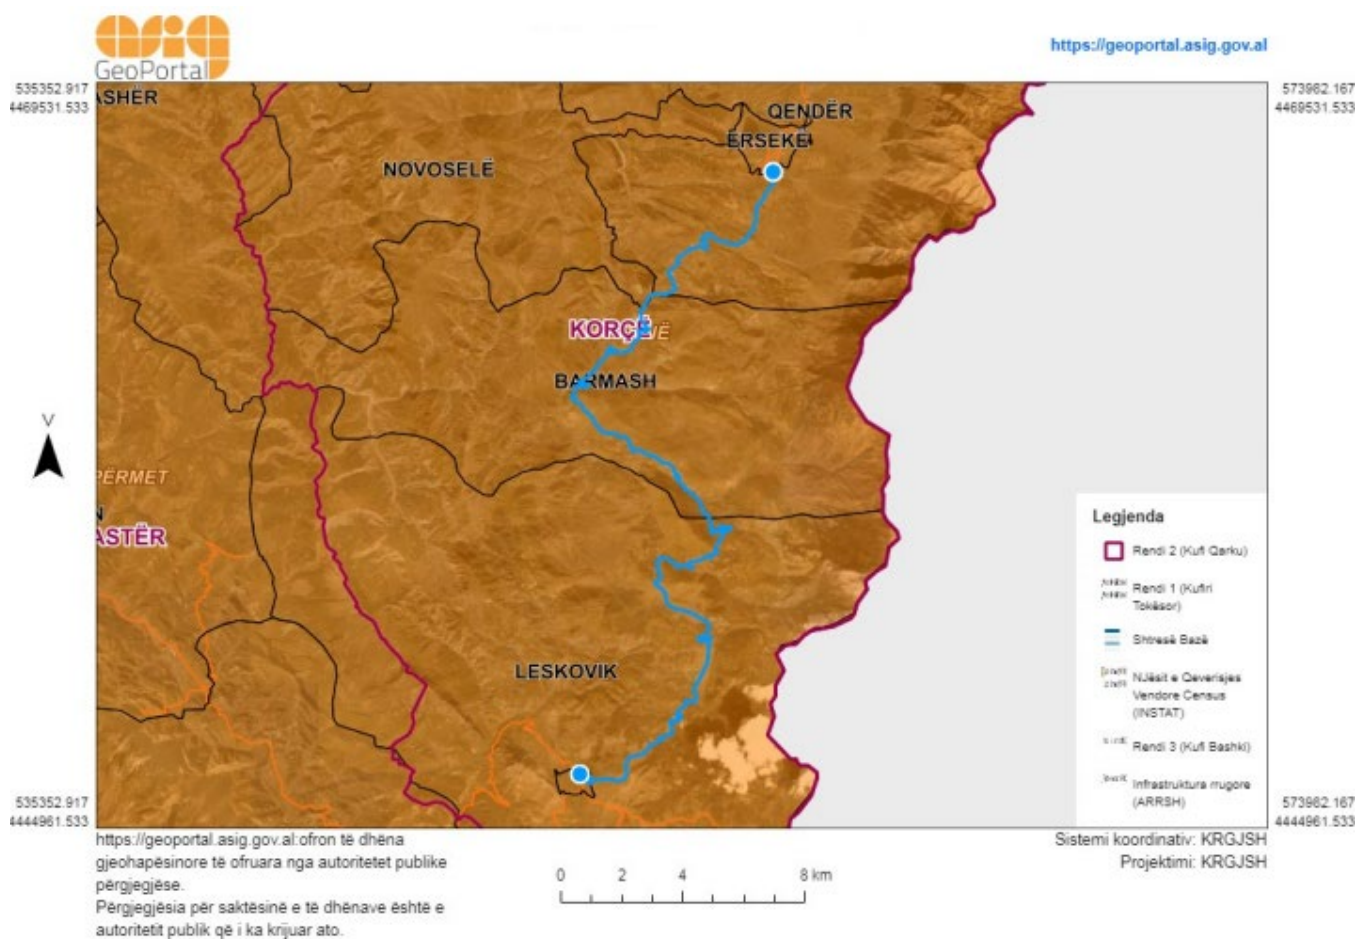 asig
GeoPortal
https://geoportal.asig.gov.al
535352.917
4469531.533
573982.167
4469531.533
ASHËR
QENDËR
ERSEKË
NOVOSELË
KORÇË
BARMASH
PËRMET
ASTËR
LESKOVIK
V
Legjenda
Rendi 2 (Kufi Qarku)
Rendi 1 (Kufiri
Tokësor)
Shtresë Bazë
NJësit e Qeverisjes
Vendore Census
(INSTAT)
Rendi 3 (Kufi Bashki)
Infrastruktura rrugore
(ARRSH)
535352.917
4444961.533
573982.167
4444961.533
https://geoportal.asig.gov.al:ofron të dhëna
gjeohapësinore të ofruara nga autoritetet publike
përgjegjëse.
Përgjegjësia për saktësinë e të dhënave është e
autoritetit publik që i ka krijuar ato.
0 2 4 8 km
Sistemi koordinativ: KRGJSH
Projektimi: KRGJSH